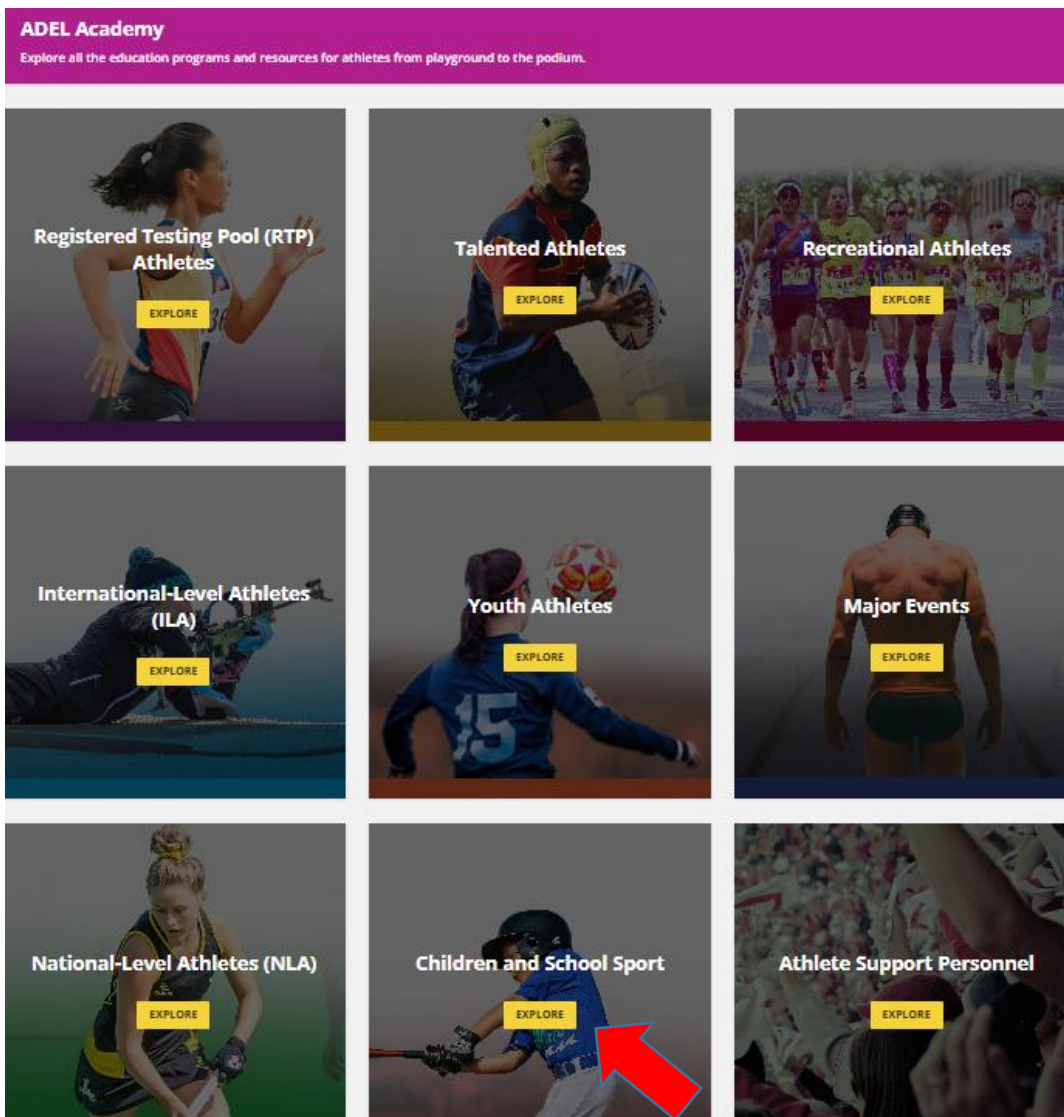 ADEL Academy
Explore all the education programs and resources for athletes from playground to the podium.
Registered Testing Pool (RTP)
Athletes
EXPLORE
Talented Athletes
EXPLORE
Recreational Athletes
EXPLORE
International-Level Athletes
(ILA)
EXPLORE
Youth Athletes
EXPLORE
15
Major Events
EXPLORE
National-Level Athletes (NLA)
EXPLORE
Children and School Sport
EXPLORE
Athlete Support Personnel
EXPLORE